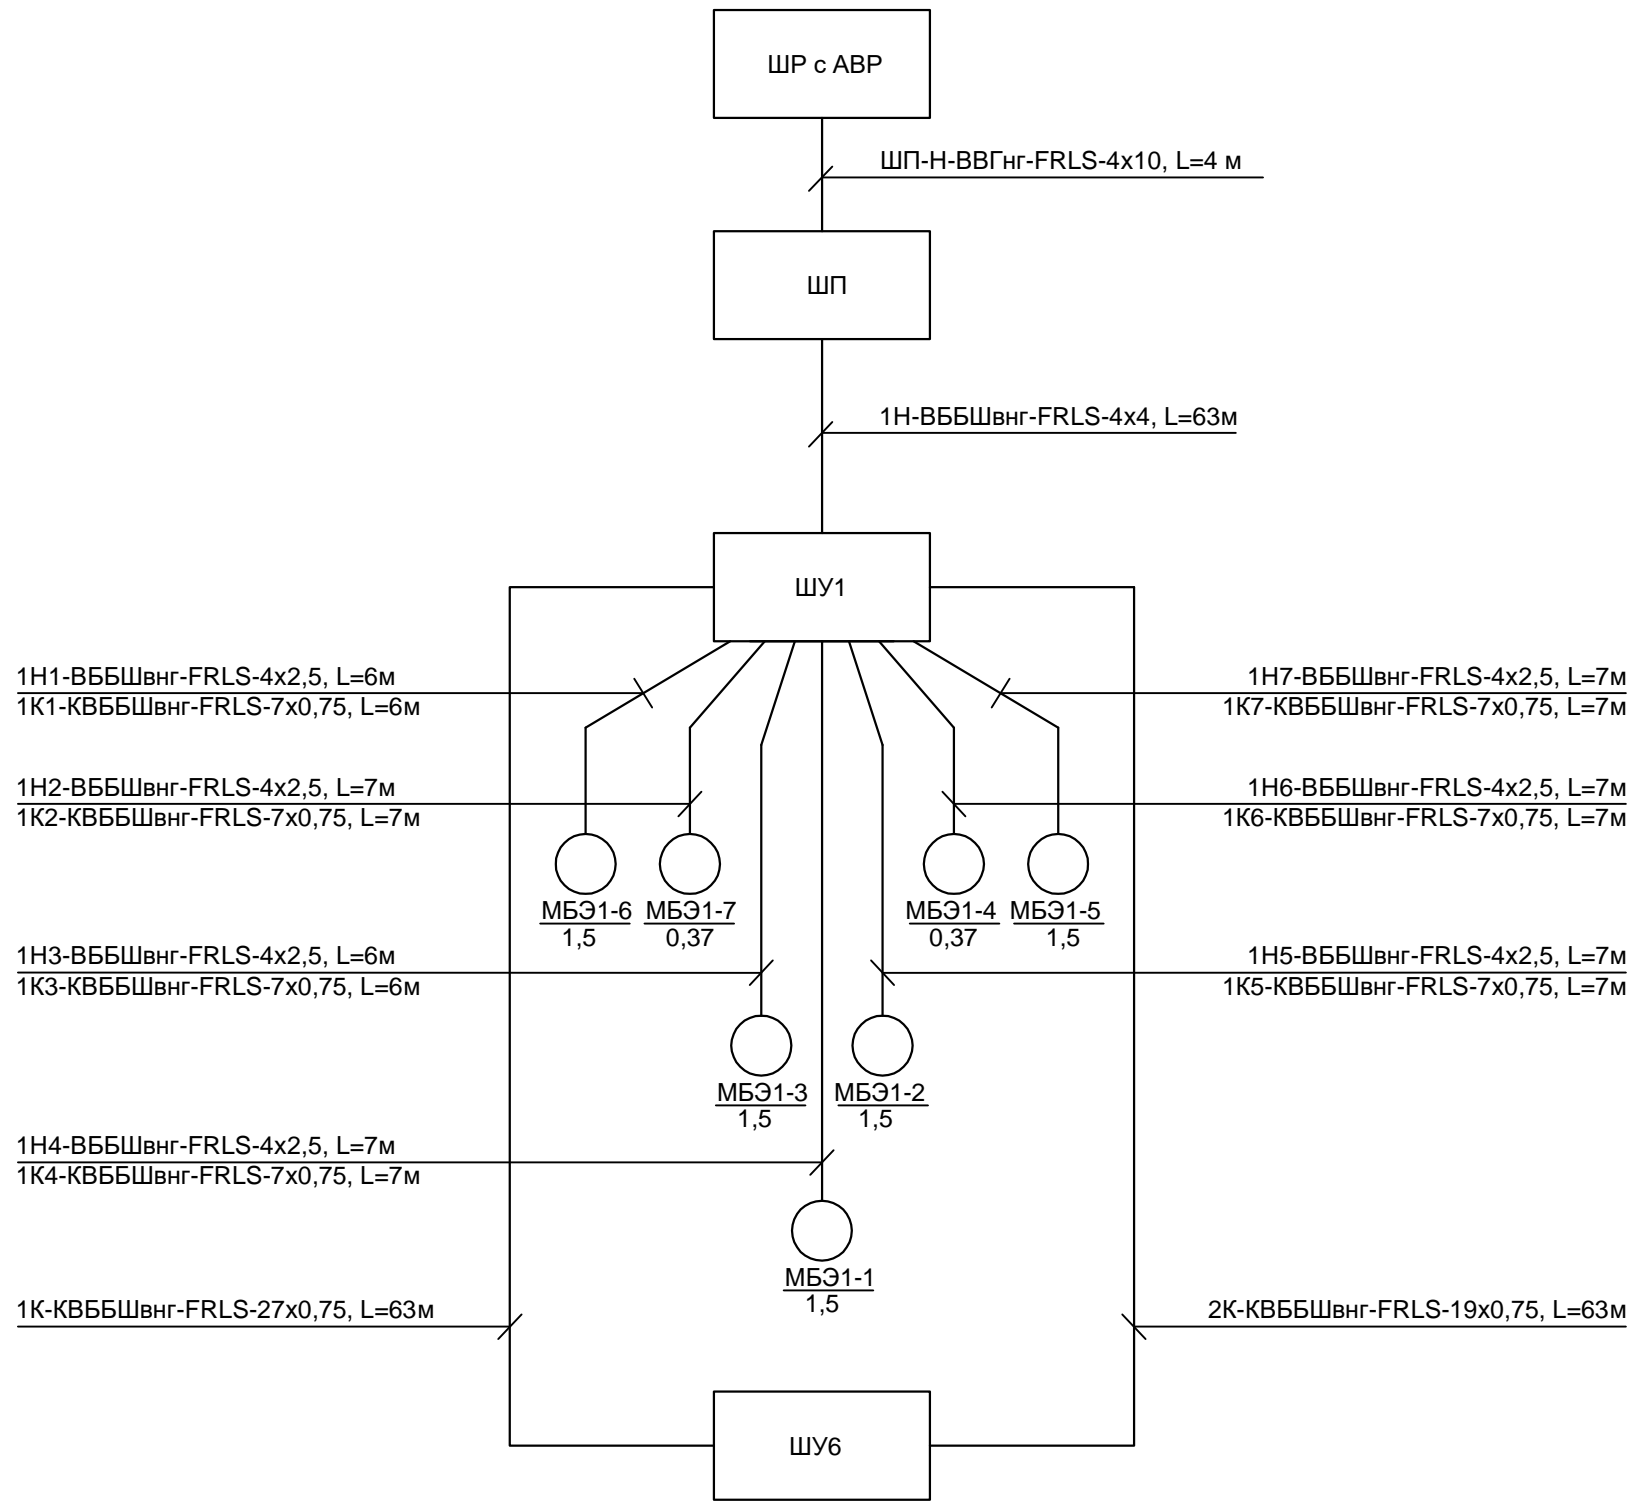 ШР с АВР
ШП-Н-ВВГнг-FRLS-4х10, L=4 м
ШП
1Н-ВББШвнг-FRLS-4х4, L=63м
ШУ1
1Н1-ВББШвнг-FRLS-4х2,5, L=6м
1К1-КВББШвнг-FRLS-7х0,75, L=6м
1Н7-ВББШвнг-FRLS-4х2,5, L=7м
1К7-КВББШвнг-FRLS-7х0,75, L=7м
1Н2-ВББШвнг-FRLS-4х2,5, L=7м
1К2-КВББШвнг-FRLS-7х0,75, L=7м
1Н6-ВББШвнг-FRLS-4х2,5, L=7м
1К6-КВББШвнг-FRLS-7х0,75, L=7м
МБЭ1-6
1,5
МБЭ1-7
0,37
МБЭ1-4
0,37
МБЭ1-5
1,5
1Н3-ВББШвнг-FRLS-4х2,5, L=6м
1К3-КВББШвнг-FRLS-7х0,75, L=6м
1Н5-ВББШвнг-FRLS-4х2,5, L=7м
1К5-КВББШвнг-FRLS-7х0,75, L=7м
МБЭ1-3
1,5
МБЭ1-2
1,5
1Н4-ВББШвнг-FRLS-4х2,5, L=7м
1К4-КВББШвнг-FRLS-7х0,75, L=7м
МБЭ1-1
1,5
1К-КВББШвнг-FRLS-27х0,75, L=63м
2К-КВББШвнг-FRLS-19х0,75, L=63м
ШУ6